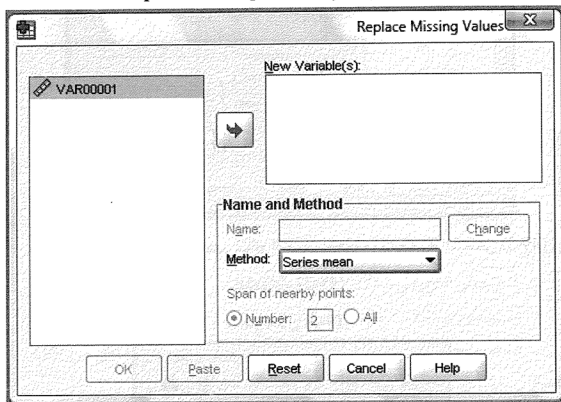 Replace Missing Values
VAR00001
New Variable(s):
Name and Method
Name:
Change
Method: Series mean
Span of nearby points:
Number: 2 All
OK Paste Reset Cancel Help